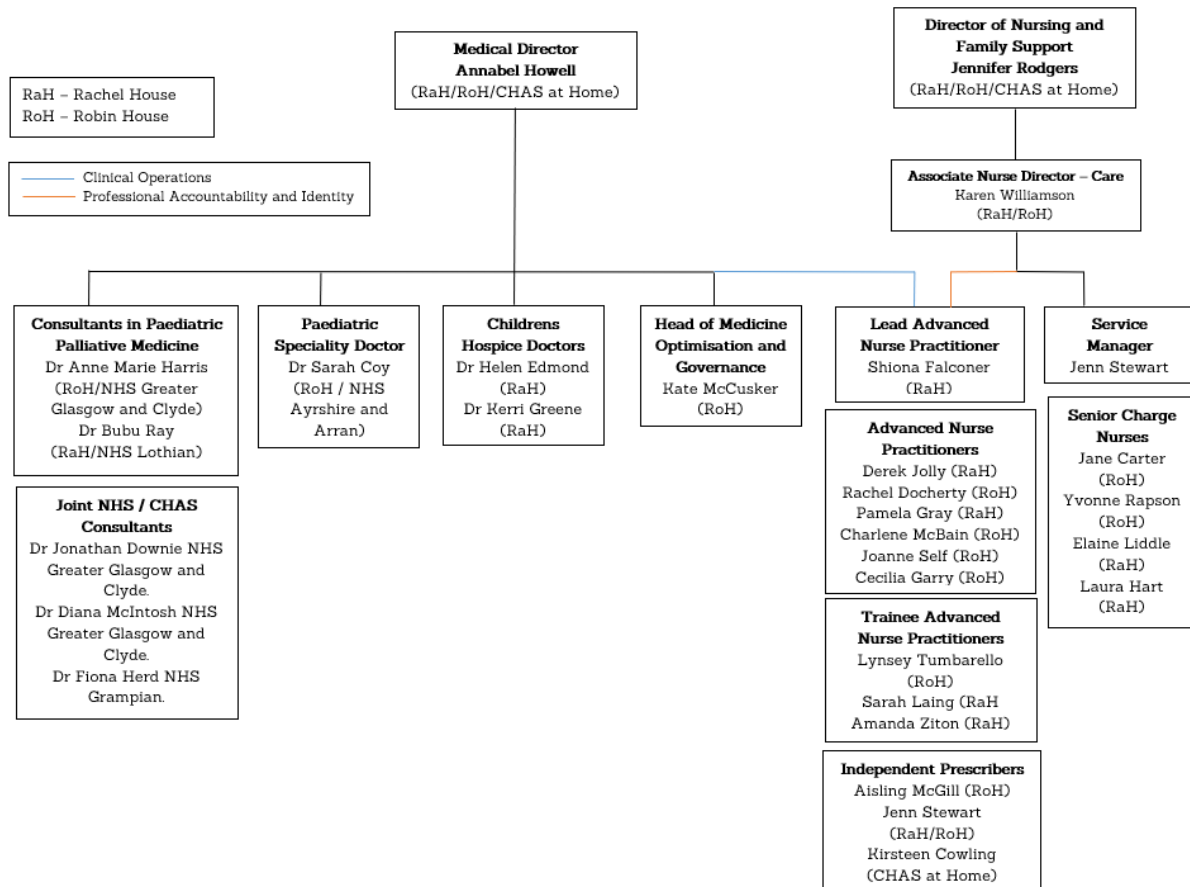 Medical Director
Annabel Howell
(RaH/RoH/CHAS at Home)
Director of Nursing and
Family Support
Jennifer Rodgers
(RaH/RoH/CHAS at Home)
RaH – Rachel House
RoH – Robin House
Clinical Operations
Professional Accountability and Identity
Associate Nurse Director – Care
Karen Williamson
(RaH/RoH)
Consultants in Paediatric
Palliative Medicine
Dr Anne Marie Harris
(RoH/NHS Greater
Glasgow and Clyde)
Dr Bubu Ray
(RaH/NHS Lothian)
Paediatric
Speciality Doctor
Dr Sarah Coy
(RoH / NHS
Ayrshire and
Arran)
Childrens
Hospice Doctors
Dr Helen Edmond
(RaH)
Dr Kerri Greene
(RaH)
Head of Medicine
Optimisation and
Governance
Kate McCusker
(RoH)
Lead Advanced
Nurse Practitioner
Shiona Falconer
(RaH)
Service
Manager
Jenn Stewart
Joint NHS / CHAS
Consultants
Dr Jonathan Downie NHS
Greater Glasgow and
Clyde.
Dr Diana McIntosh NHS
Greater Glasgow and
Clyde.
Dr Fiona Herd NHS
Grampian.
Advanced Nurse
Practitioners
Derek Jolly (RaH)
Rachel Docherty (RoH)
Pamela Gray (RaH)
Charlene McBain (RoH)
Joanne Self (RoH)
Cecilia Garry (RoH)
Senior Charge
Nurses
Jane Carter
(RoH)
Yvonne Rapson
(RoH)
Elaine Liddle
(RaH)
Laura Hart
(RaH)
Trainee Advanced
Nurse Practitioners
Lynsey Tumbarello
(RoH)
Sarah Laing (RaH
Amanda Ziton (RaH)
Independent Prescribers
Aisling McGill (RoH)
Jenn Stewart
(RaH/RoH)
Kirsteen Cowling
(CHAS at Home)